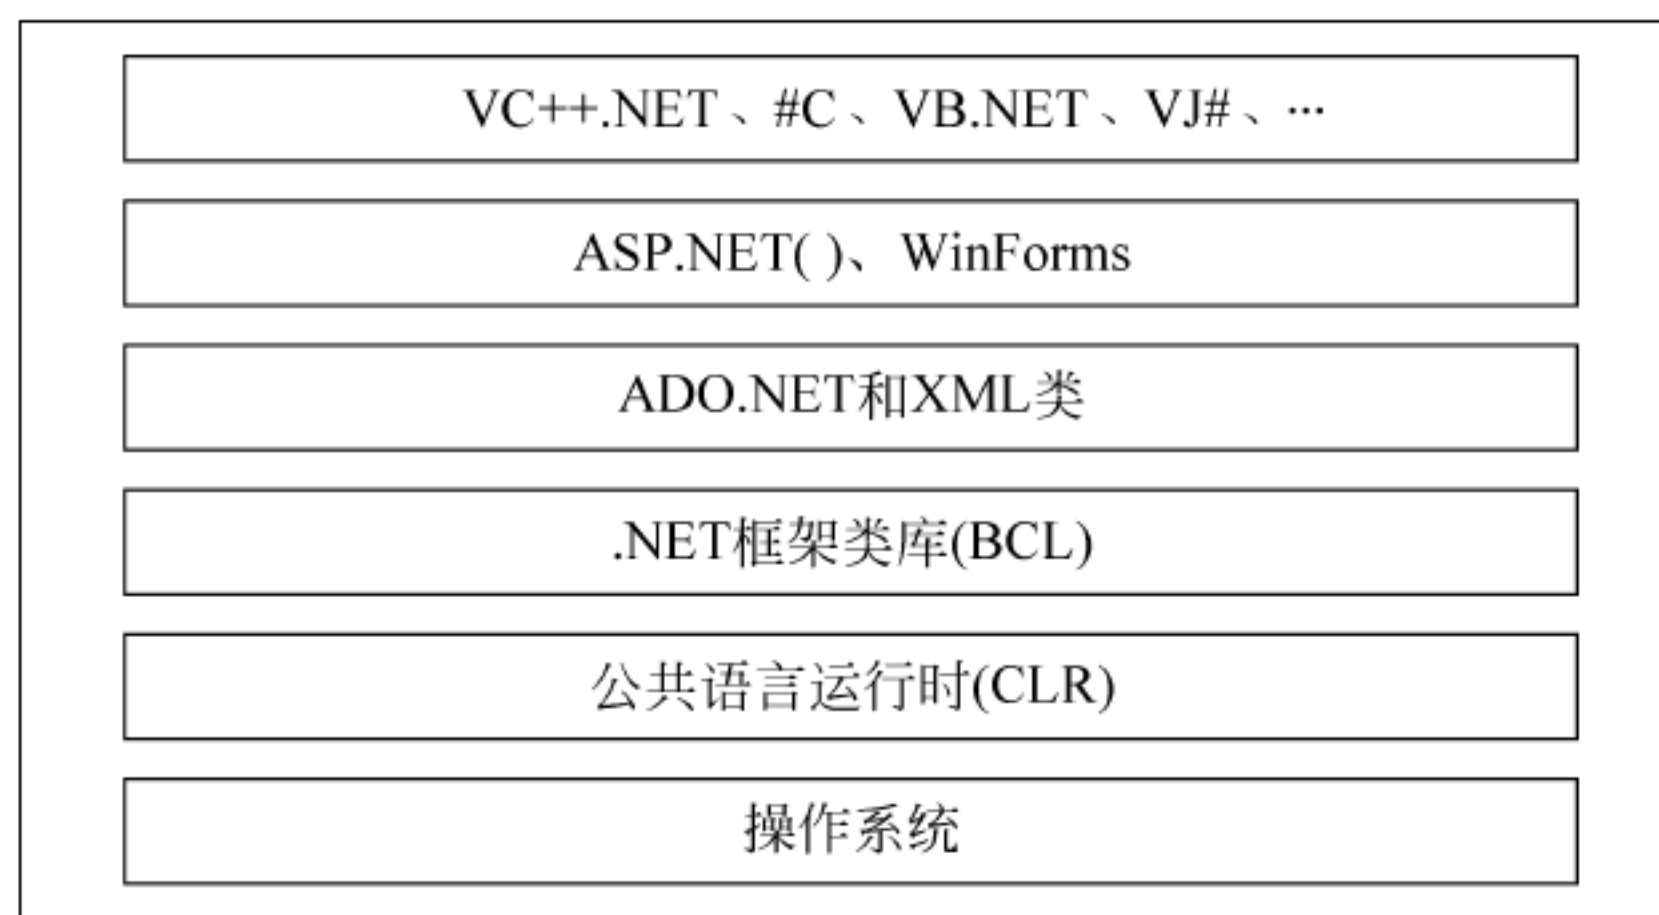 VC++.NET、#C、VB.NET、VJ#、…
ASP.NET( )、WinForms
ADO.NET和XML类
.NET框架类库(BCL)
公共语言运行时(CLR)
操作系统